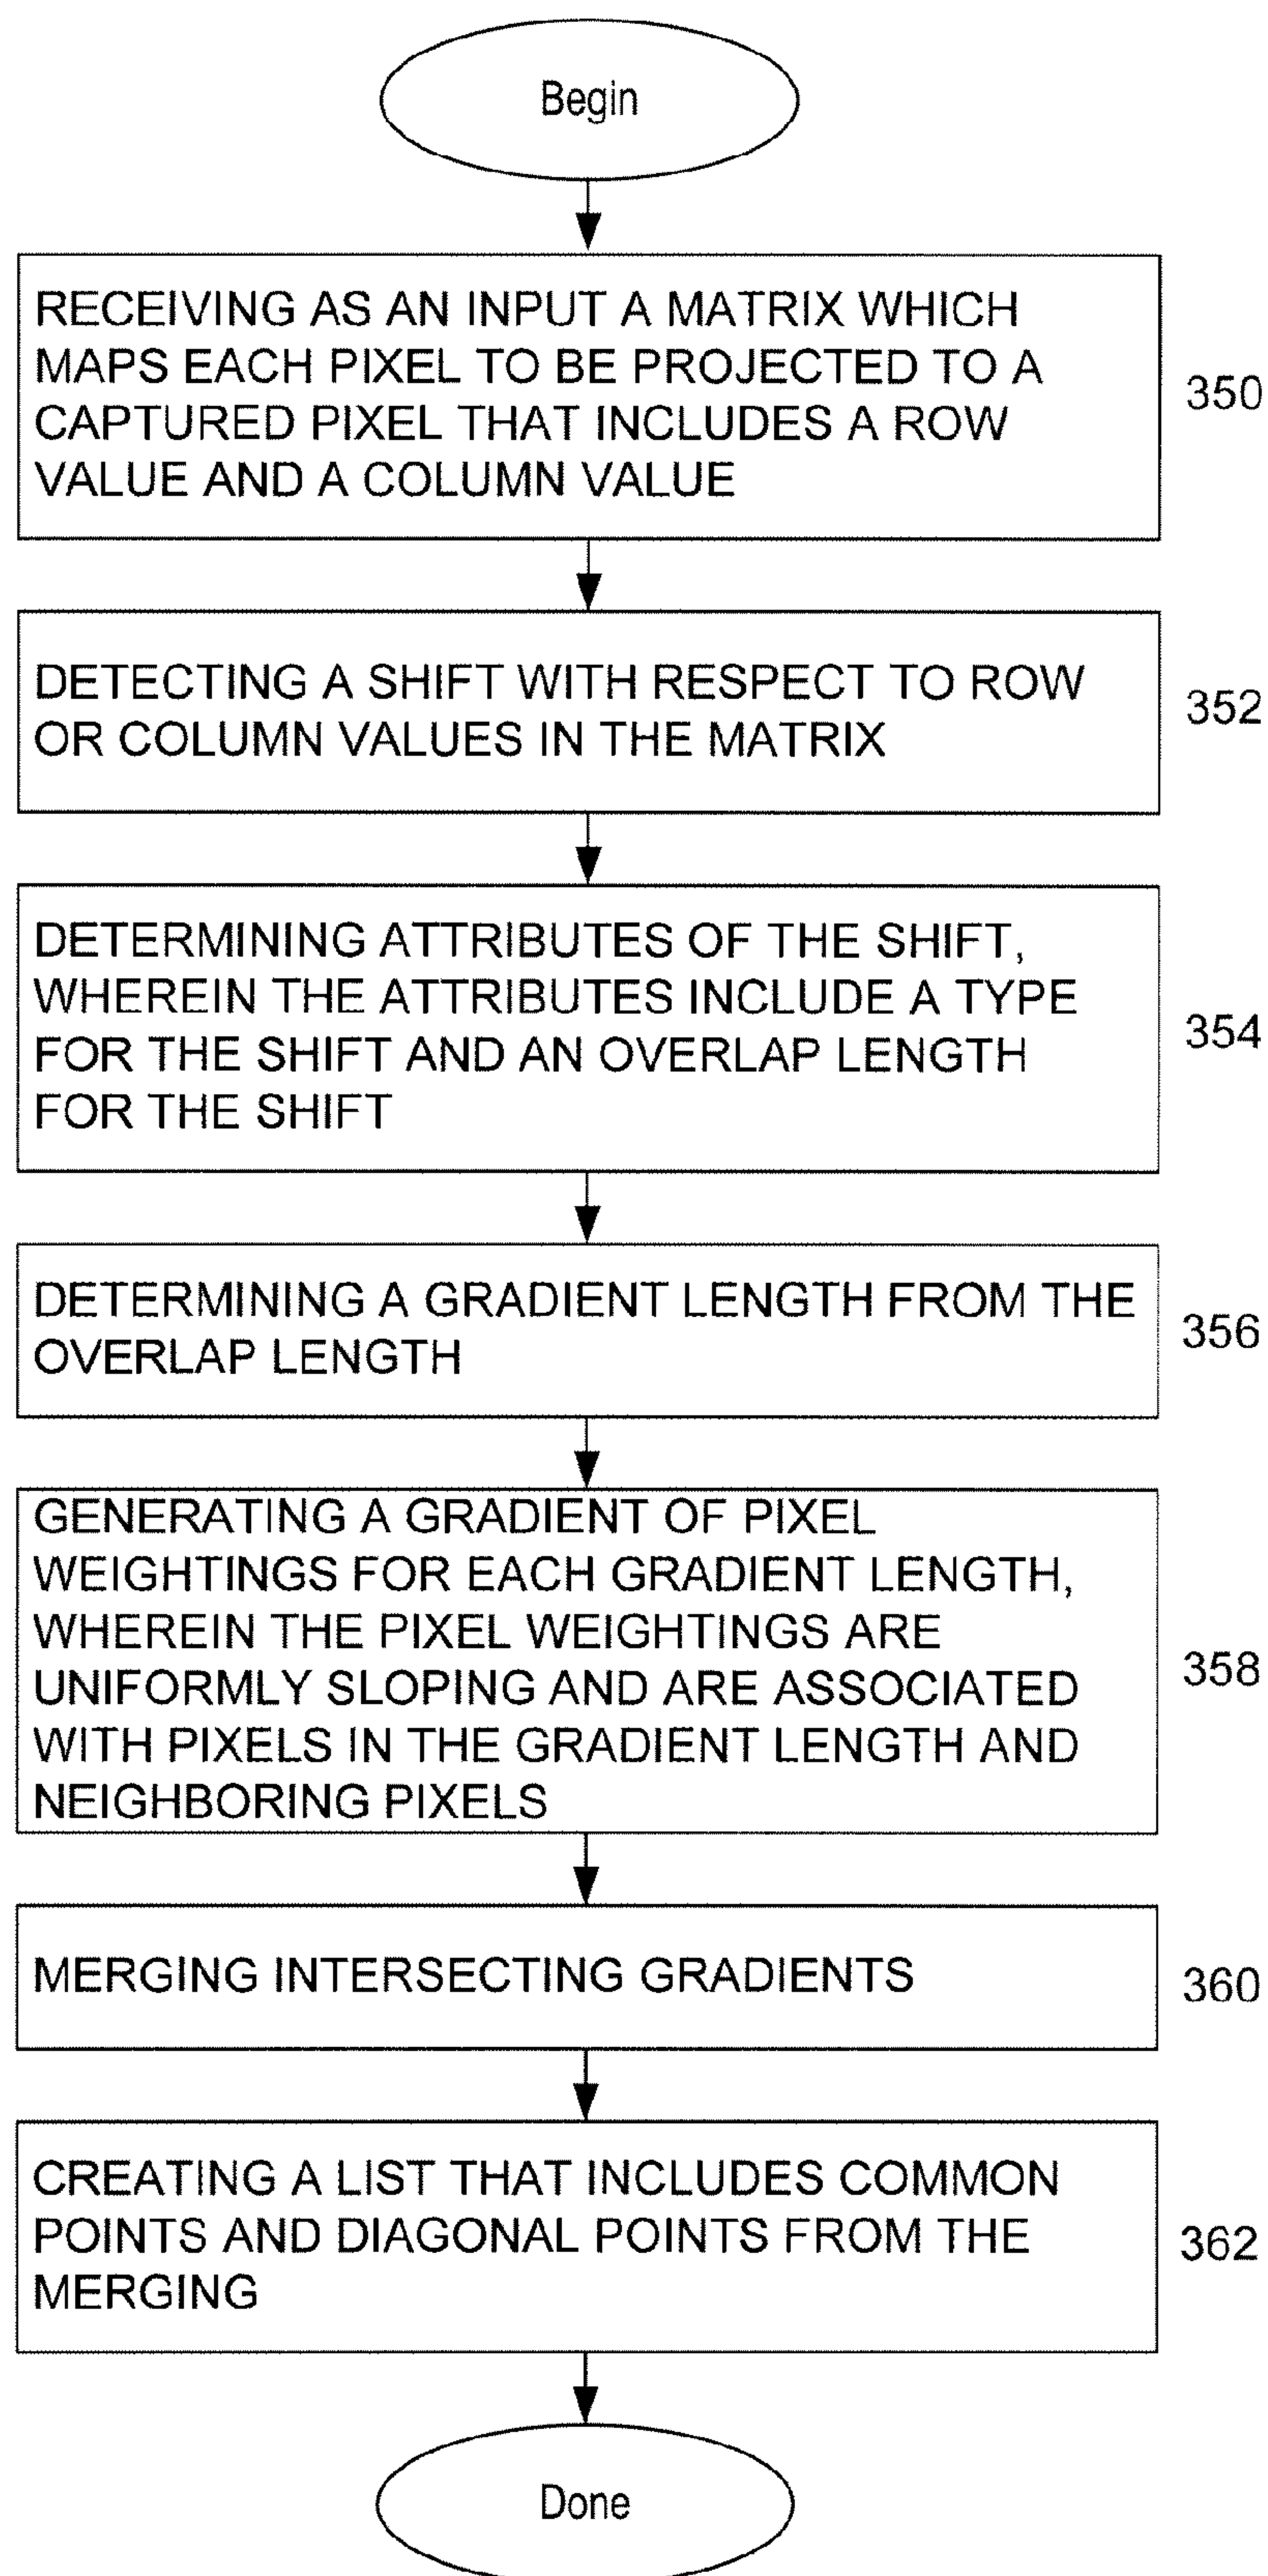 Begin
RECEIVING AS AN INPUT A MATRIX WHICH
MAPS EACH PIXEL TO BE PROJECTED TO A
CAPTURED PIXEL THAT INCLUDES A ROW
VALUE AND A COLUMN VALUE
350
DETECTING A SHIFT WITH RESPECT TO ROW
OR COLUMN VALUES IN THE MATRIX
352
DETERMINING ATTRIBUTES OF THE SHIFT,
WHEREIN THE ATTRIBUTES INCLUDE A TYPE
FOR THE SHIFT AND AN OVERLAP LENGTH
FOR THE SHIFT
354
DETERMINING A GRADIENT LENGTH FROM THE
OVERLAP LENGTH
356
GENERATING A GRADIENT OF PIXEL
WEIGHTINGS FOR EACH GRADIENT LENGTH,
WHEREIN THE PIXEL WEIGHTINGS ARE
UNIFORMLY SLOPING AND ARE ASSOCIATED
WITH PIXELS IN THE GRADIENT LENGTH AND
NEIGHBORING PIXELS
358
MERGING INTERSECTING GRADIENTS
360
CREATING A LIST THAT INCLUDES COMMON
POINTS AND DIAGONAL POINTS FROM THE
MERGING
362
Done